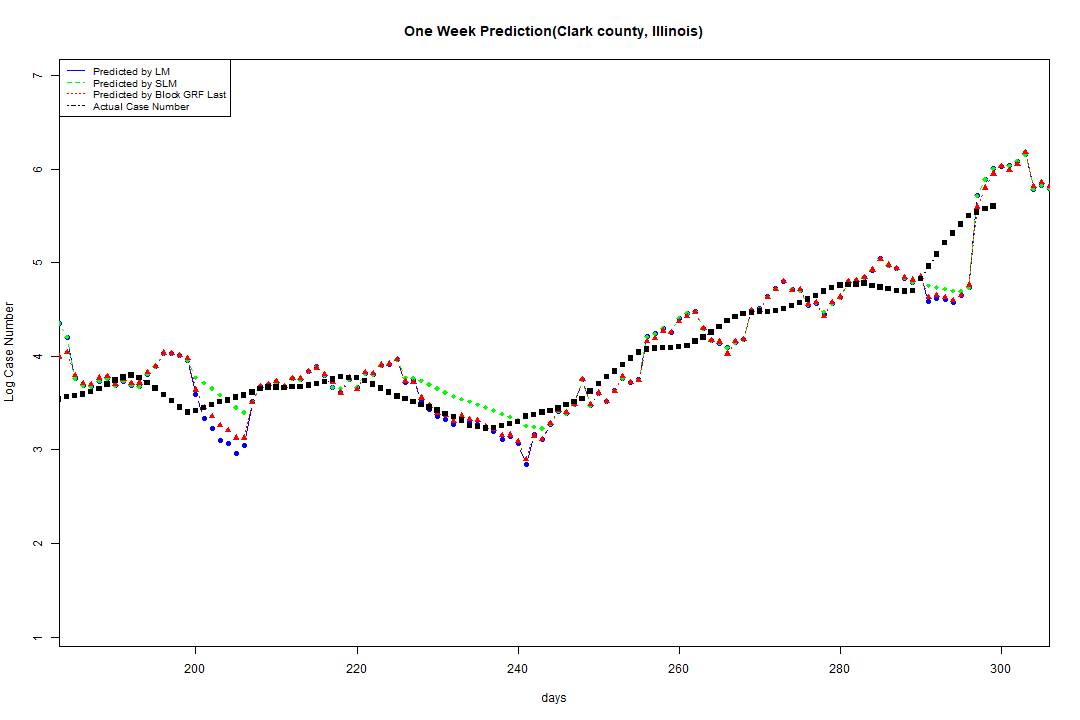 One Week Prediction(Clark county, Illinois)
Predicted by LM
Predicted by SLM
Predicted by Block GRF Last
Actual Case Number
7
6
5
4
3
2
1
Log Case Number
200
220
240
260
280
300
days